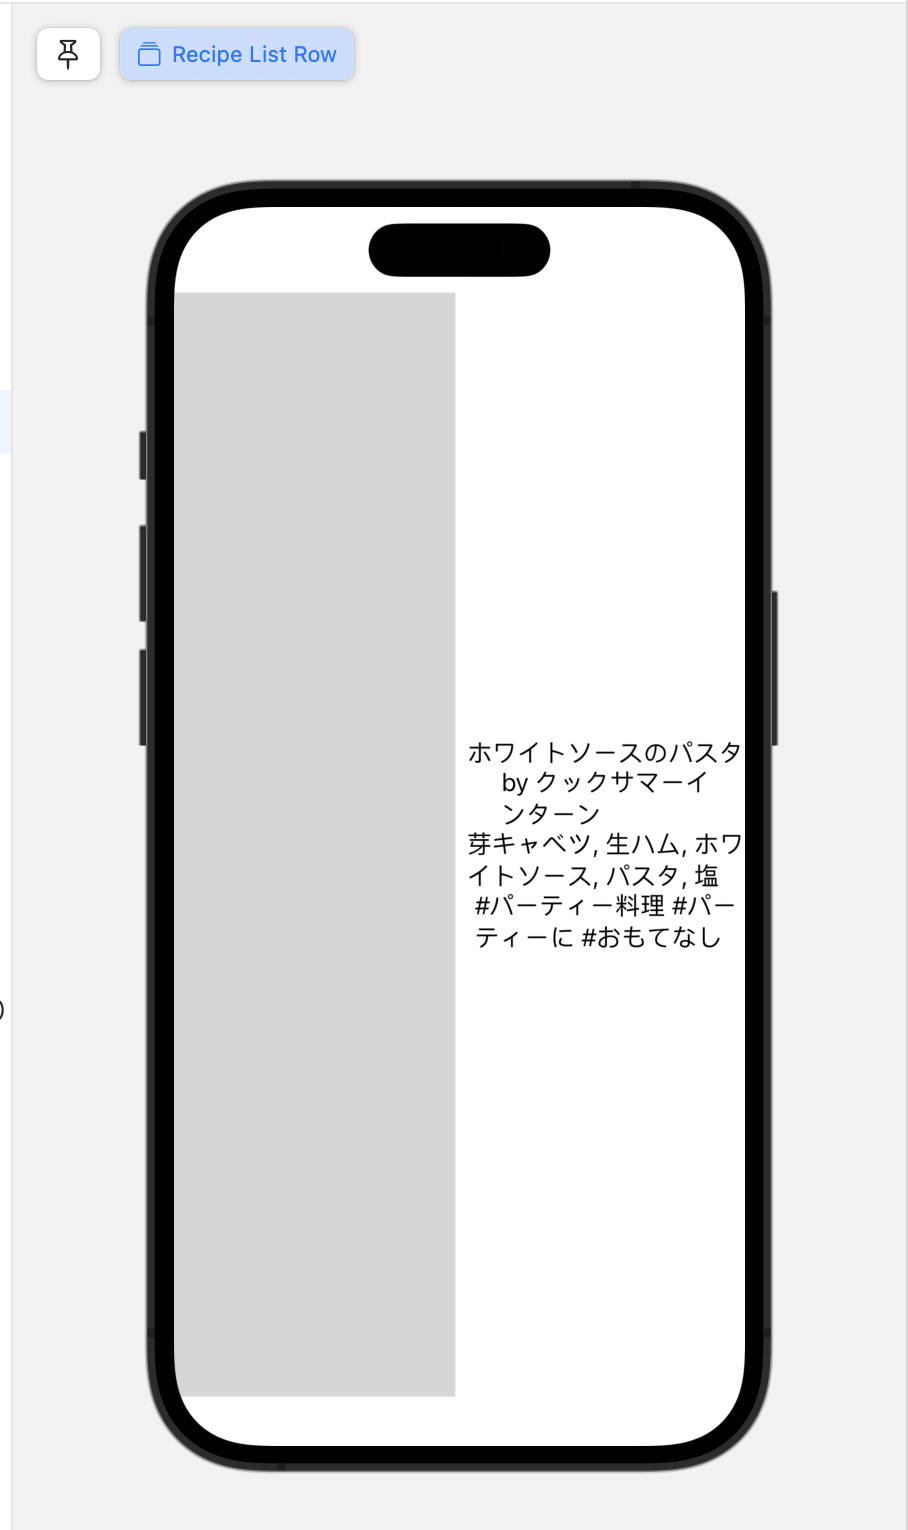 Recipe List Row
ホワイトソースのパスタ
by クックサマーイ
ンターン
芽キャベツ, 生ハム, ホワ
イトソース, パスタ, 塩
#パーティー料理 #パー
ティーに #おもてなし